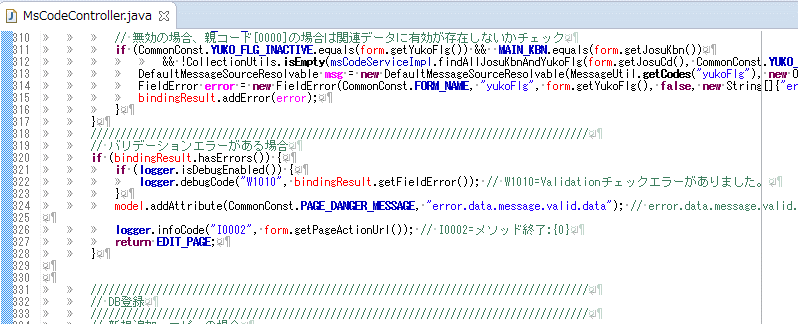 MsCodeController.java
310 // 無効の場合、親コード[0000]の場合は関連データに有効が存在しないかチェック
311 if (CommonConst.YUKO_FLG_INACTIVE.equals(form.getYukoFlg()) && MAIN_KBN.equals(form.getJosuKbn())
312 && !CollectionUtils.isEmpty(msCodeServiceImpl.findAllJosuKbnAndYukoFlg(form.getJosuCd(), CommonConst.YUKO_
313 DefaultMessageSourceResolvable msg = new DefaultMessageSourceResolvable(MessageUtil.getCodes("yukoFlg"), new O
314 FieldError error = new FieldError(CommonConst.FORM_NAME, "yukoFlg", form.getYukoFlg(), false, new String[]{"er
315 bindingResult.addError(error);
316 }
317 }
318 ////////////////////////////////////////////////////////////////////////////////////
319 // バリデーションエラーがある場合
320 if (bindingResult.hasErrors()) {
321 if (logger.isDebugEnabled()) {
322 logger.debugCode("W1010", bindingResult.getFieldError()); // W1010=Validationチェックエラーがありました。
323 }
324 model.addAttribute(CommonConst.PAGE_DANGER_MESSAGE, "error.data.message.valid.data"); // error.data.message.valid.
325
326 logger.infoCode("I0002", form.getPageActionUrl()); // I0002=メソッド終了:{0}
327 return EDIT_PAGE;
328 }
329
330
331 ////////////////////////////////////////////////////////////////////////////////////
332 // DB登録
333 ////////////////////////////////////////////////////////////////////////////////////